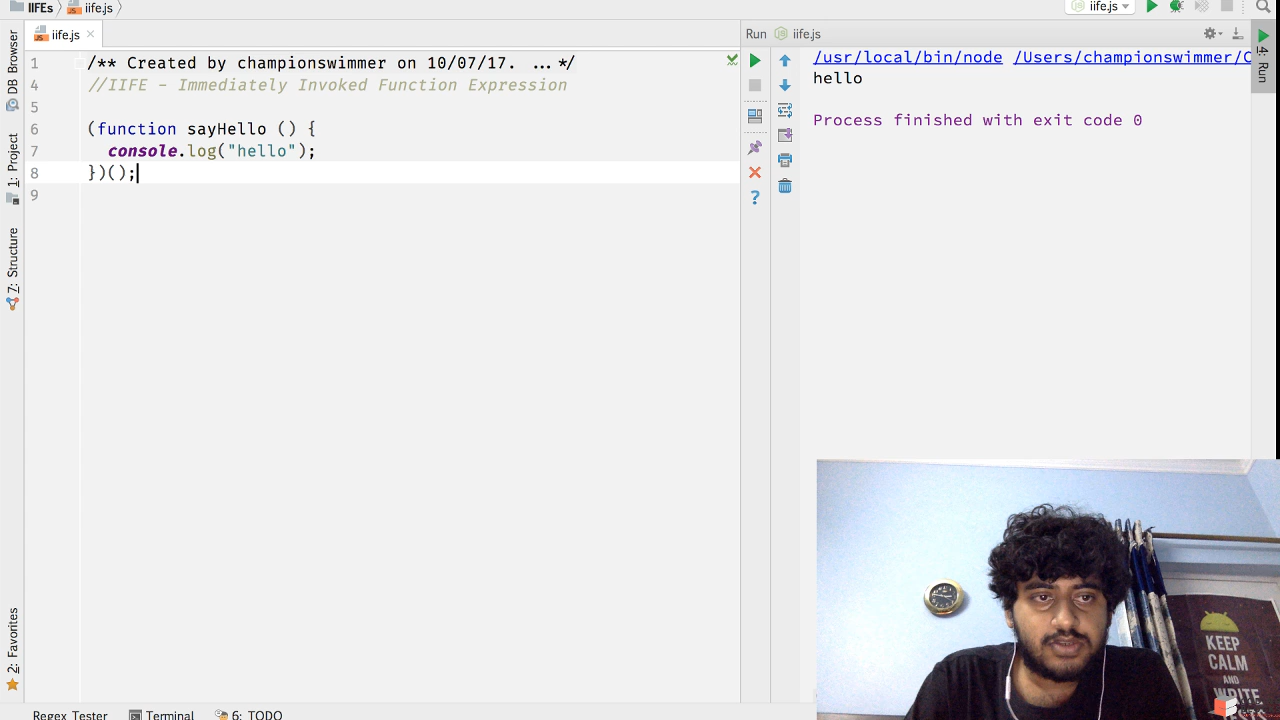 IIFEs
iife.js
iife.js
iife.js
Run
iife.js
1
/** Created by championswimmer on 10/07/17. ...*/
4
//IIFE - Immediately Invoked Function Expression
5
6
(function sayHello () {
7
console.log("hello");
8
})();
9
/usr/local/bin/node /Users/championswimmer/C
hello
Process finished with exit code 0
DB Browser
1: Project
7: Structure
2: Favorites
4: Run
?
KEEP
CALM
AND
WRITE
Regex Tester
Terminal
6: TODO